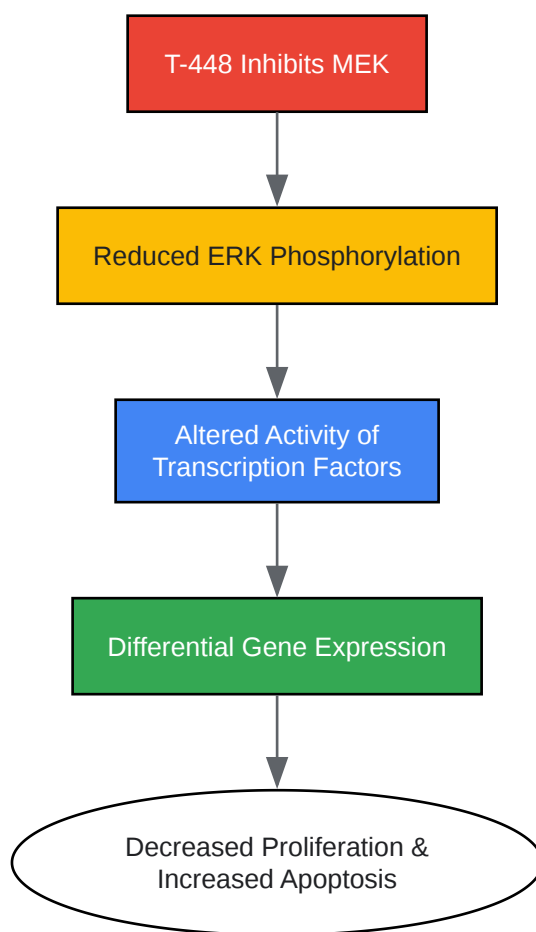 T-448 Inhibits MEK
Reduced ERK Phosphorylation
Altered Activity of
Transcription Factors
Differential Gene Expression
Decreased Proliferation &
Increased Apoptosis